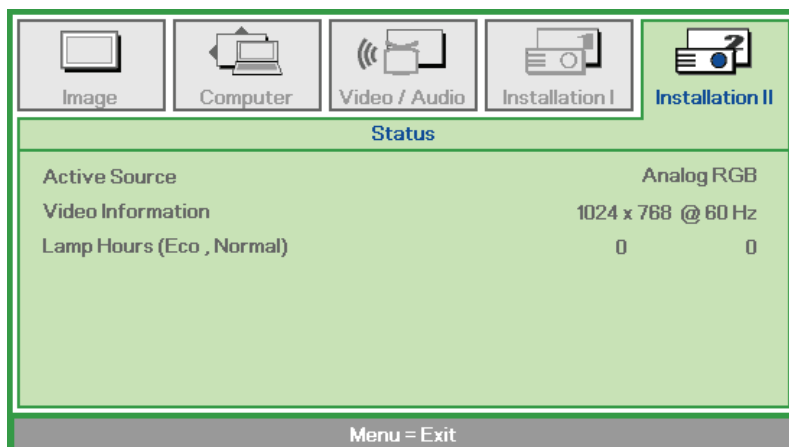 Image Computer Video / Audio Installation I Installation II
Status
Active Source Analog RGB
Video Information 1024 x 768 @ 60 Hz
Lamp Hours (Eco , Normal) 0 0
Menu = Exit